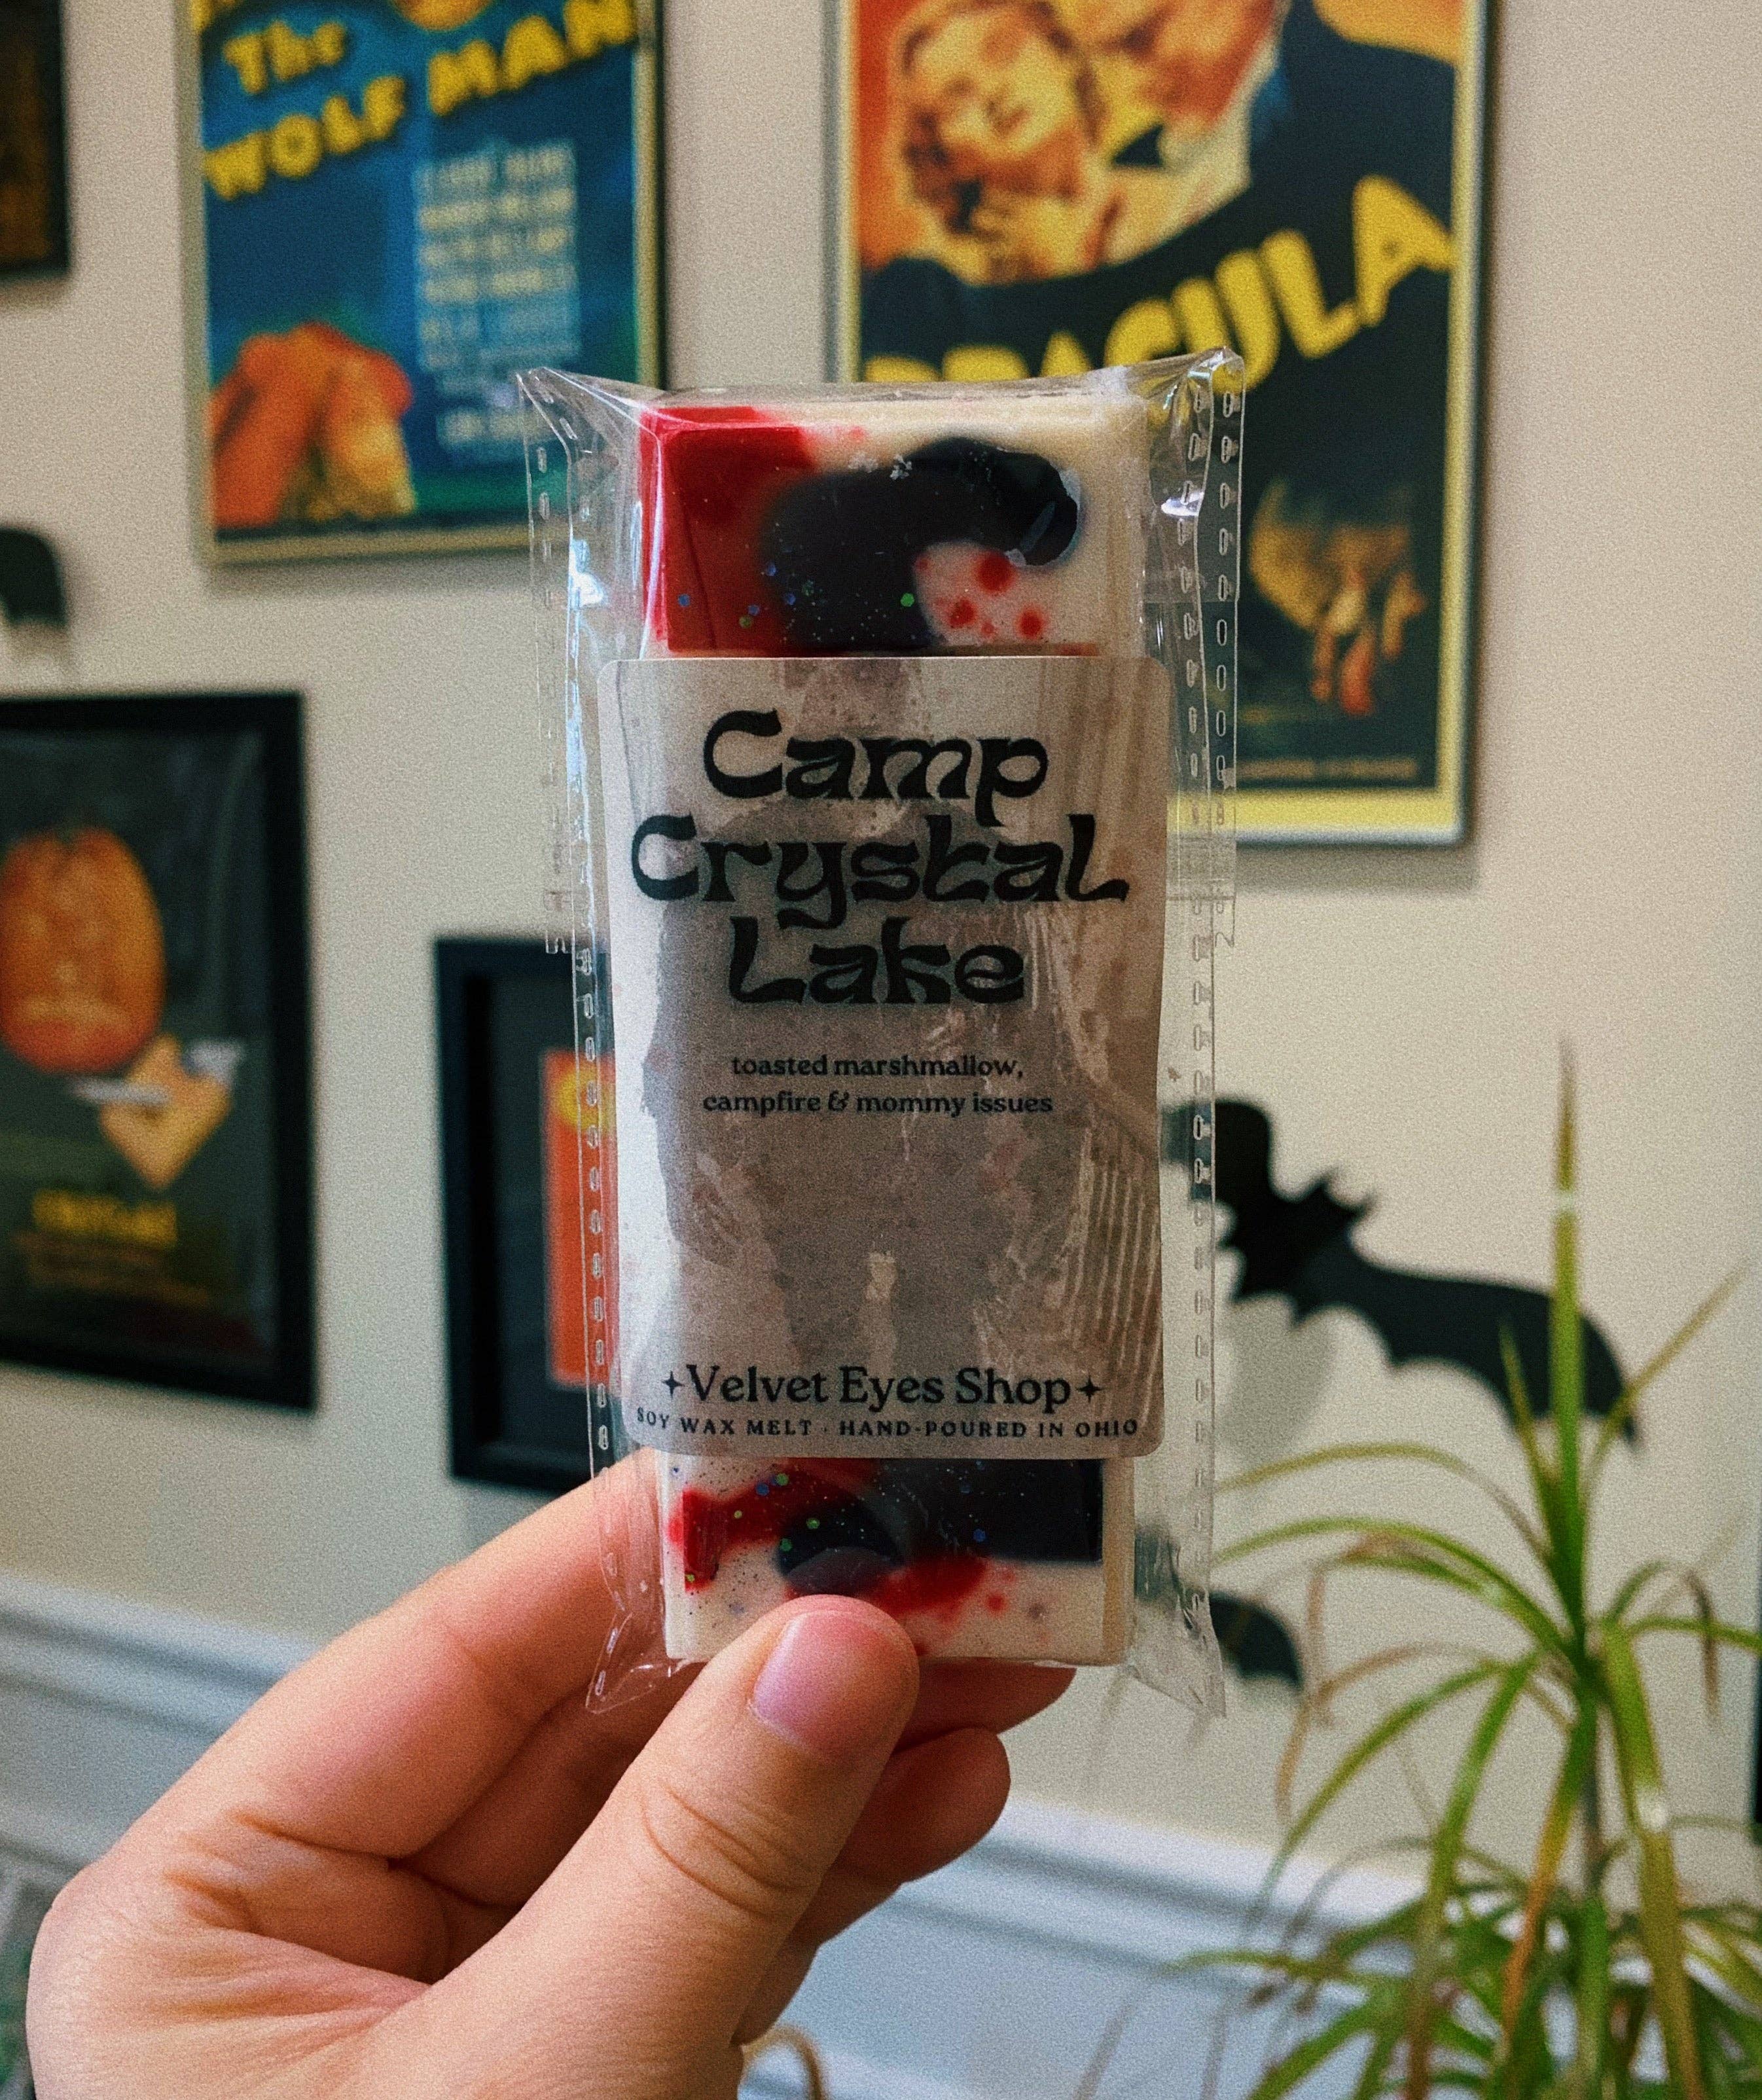 The
WOLF MAN
DRACULA
Camp
Crystal
Lake
toasted marshmallow,
campfire & mommy issues
Velvet Eyes Shop
SOY WAX MELT · HAND-POURED IN OHIO